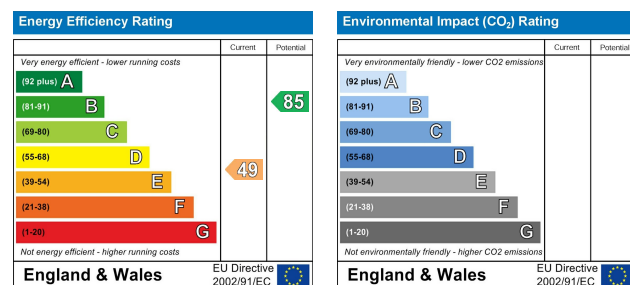 Energy Efficiency Rating
Current Potential
Very energy efficient - lower running costs
(92 plus) A
(81-91) B
85
(69-80) C
(55-68) D
49
(39-54) E
(21-38) F
(1-20) G
Not energy efficient - higher running costs
England & Wales
EU Directive
2002/91/EC
Environmental Impact (CO₂) Rating
Current Potential
Very environmentally friendly - lower CO2 emissions
(92 plus) A
(81-91) B
(69-80) C
(55-68) D
(39-54) E
(21-38) F
(1-20) G
Not environmentally friendly - higher CO2 emissions
England & Wales
EU Directive
2002/91/EC